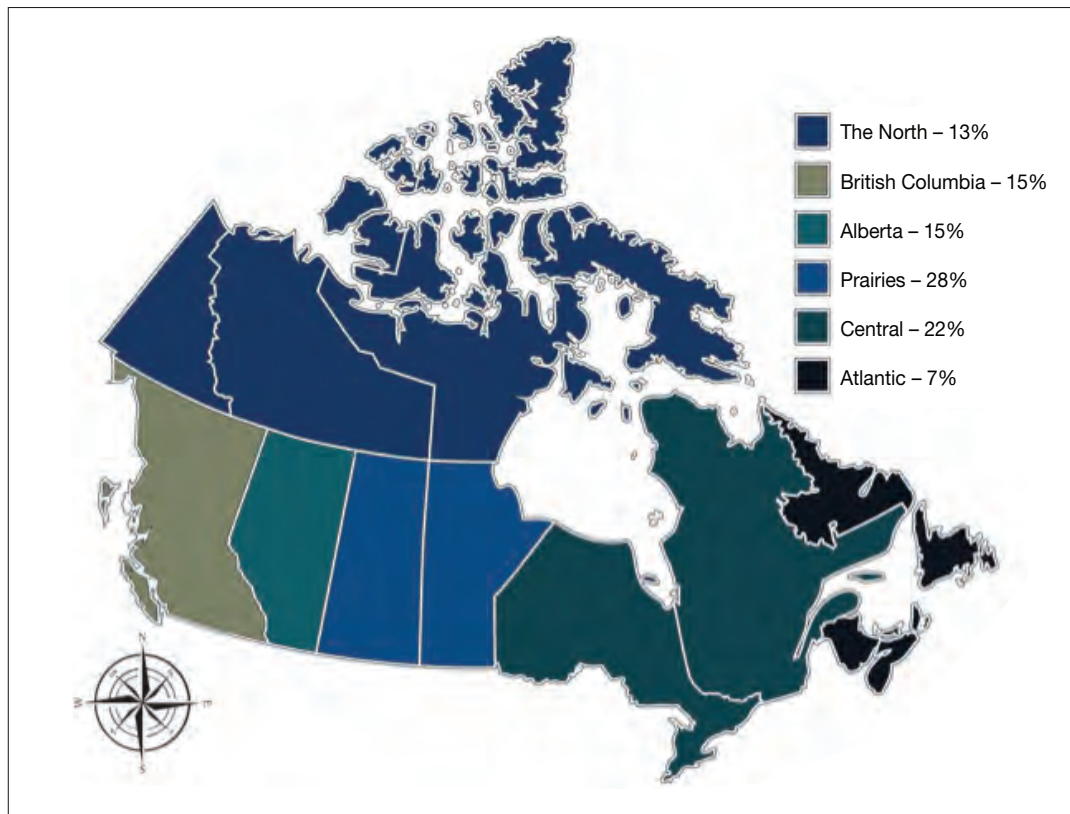 The North – 13%
British Columbia – 15%
Alberta – 15%
Prairies – 28%
Central – 22%
Atlantic – 7%
N
W
E
S